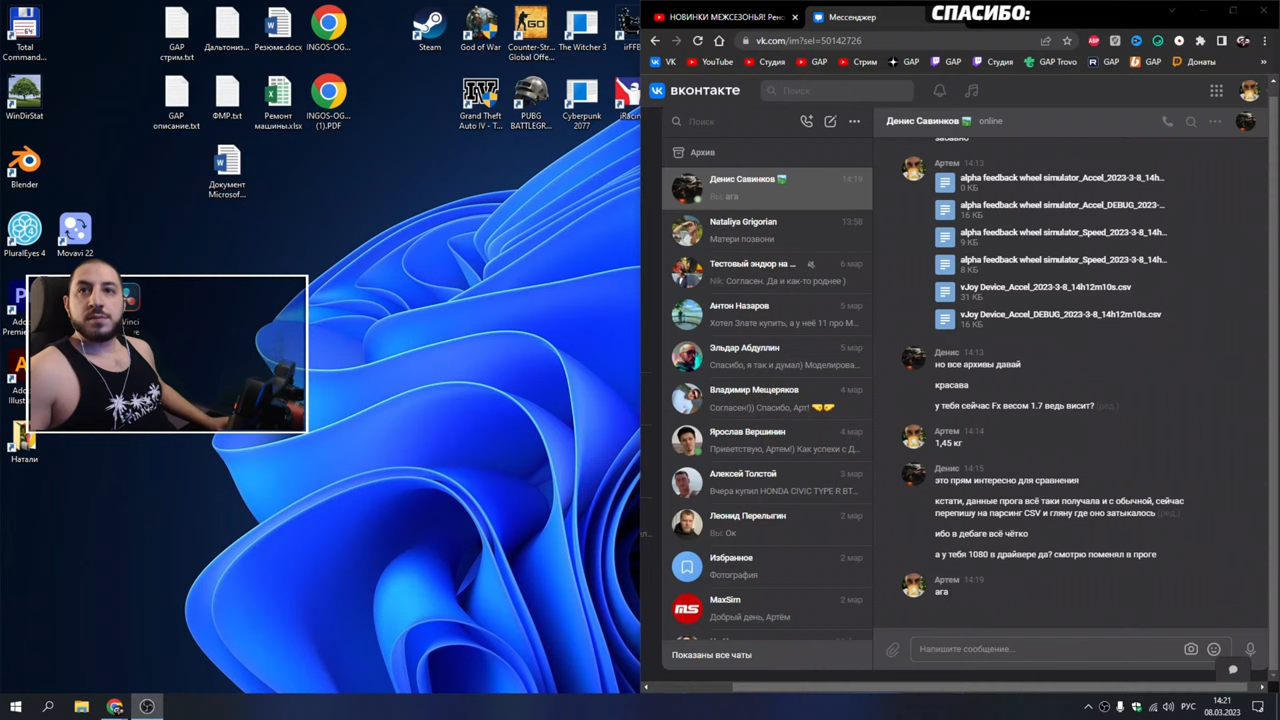 Total Command...
GAP стрим.txt
Дальтониз...
Резюме.docx
INGOS-OG...
Steam
God of War
Counter-Str... Global Offe...
The Witcher 3
irFFB
WinDirStat
GAP описание.txt
ФМР.txt
Ремонт машины.xlsx
INGOS-OG... (1).PDF
Grand Theft Auto IV - T...
PUB BATTLEGR...
Cyberpunk 2077
iRacing
Blender
Документ Microsof...
PluralEyes 4
Movavi 22
Натали
СПАСИБО:
НОВИНКИ МЕЖСЕЗОНЬЯ! Рено
Мессенджер
vk.com/im?sel=50142726
VK
YouTube
Студия
GAP
Стрим
GAP
GAP
Студия
GAP Trovo
GAP
GAP
Донаты
вконтакте
Поиск
Поиск
Архив
Денис Савинков
14:19
Вы: ага
Nataliya Grigorian
13:58
Матери позвони
Тестовый эндюр на ...
6 мар
Nik: Согласен. Да и как-то роднее )
Антон Назаров
5 мар
Хотел Злате купить, а у неё 11 про М...
Эльдар Абдуллин
5 мар
Спасибо, я так и думал) Моделирова...
Владимир Мещеряков
4 мар
Согласен!)) Спасибо, Арт!
Ярослав Вершинин
4 мар
Приветствую, Артем!) Как успехи с Д...
Алексей Толстой
3 мар
Вчера купил HONDA CIVIC TYPE R BT...
Леонид Перелыгин
2 мар
Вы: Ок
Избранное
2 мар
Фотография
MaxSim
2 мар
Добрый день, Артём
Показаны все чаты
Денис Савинков
online
забавно
Артем 14:13
alpha feedback wheel simulator_Accel_2023-3-8_14h...
0 КБ
alpha feedback wheel simulator_Accel_DEBUG_2023-...
16 КБ
alpha feedback wheel simulator_Speed_2023-3-8_14h...
9 КБ
alpha feedback wheel simulator_Speed_2023-3-8_14h...
8 КБ
vJoy Device_Accel_2023-3-8_14h12m10s.csv
31 КБ
vJoy Device_Accel_DEBUG_2023-3-8_14h12m10s.csv
16 КБ
Денис 14:13
но все архивы давай
красава
у тебя сейчас Fx весом 1.7 ведь висит? (ред.)
Артем 14:14
1,45 кг
Денис 14:15
это прям интересно для сравнения
кстати, данные прога всё таки получала и с обычной, сейчас
перепишу на парсинг CSV и гляну где оно затыкалось (ред.)
ибо в дебаге всё чётко
а у тебя 1080 в драйвере да? смотрю поменял в проге
Артем 14:19
ага
Напишите сообщение...
РУС
14:21
08.03.2023